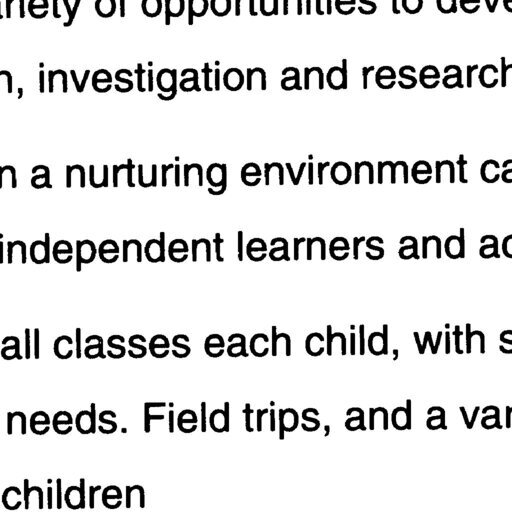 ariety of opportunities to deve
n, investigation and research
n a nurturing environment ca
independent learners and ac
all classes each child, with s
needs. Field trips, and a var
children